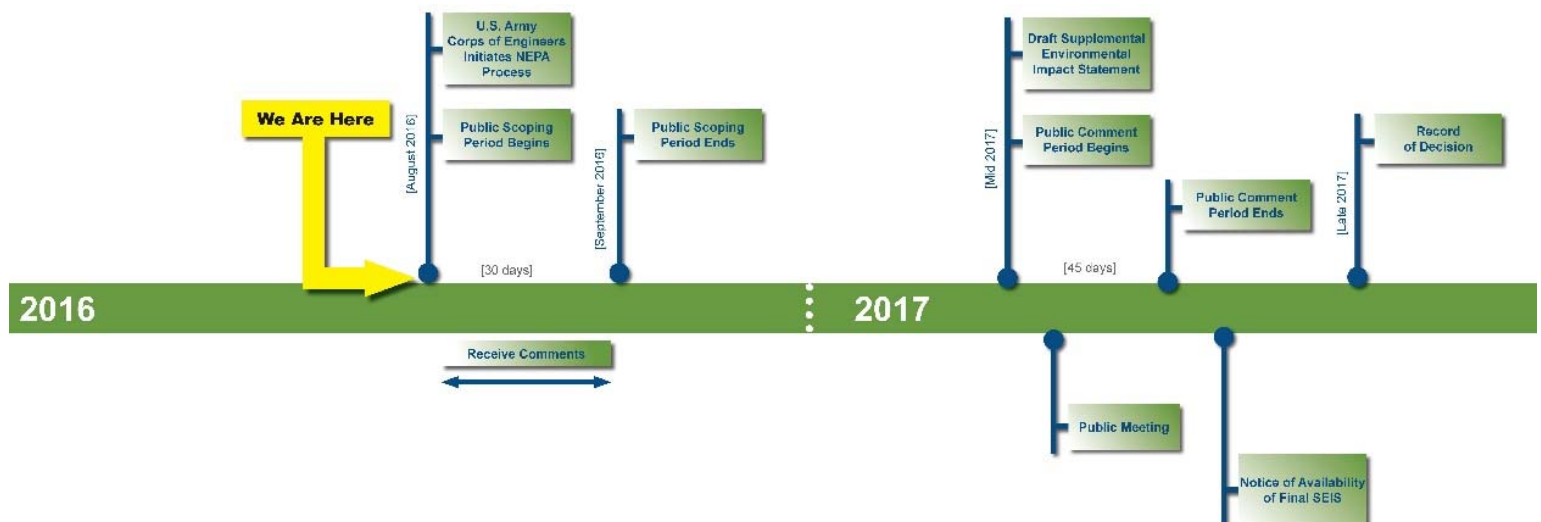 U.S. Army
Corps of Engineers
Initiates NEPA
Process
We Are Here
[August 2016]
Public Scoping
Period Begins
[September 2016]
Public Scoping
Period Ends
[30 days]
Draft Supplemental
Environmental
Impact Statement
[Mid 2017]
Public Comment
Period Begins
[45 days]
Public Comment
Period Ends
[Late 2017]
Record
of Decision
2016
2017
Receive Comments
Public Meeting
Notice of Availability
of Final SEIS